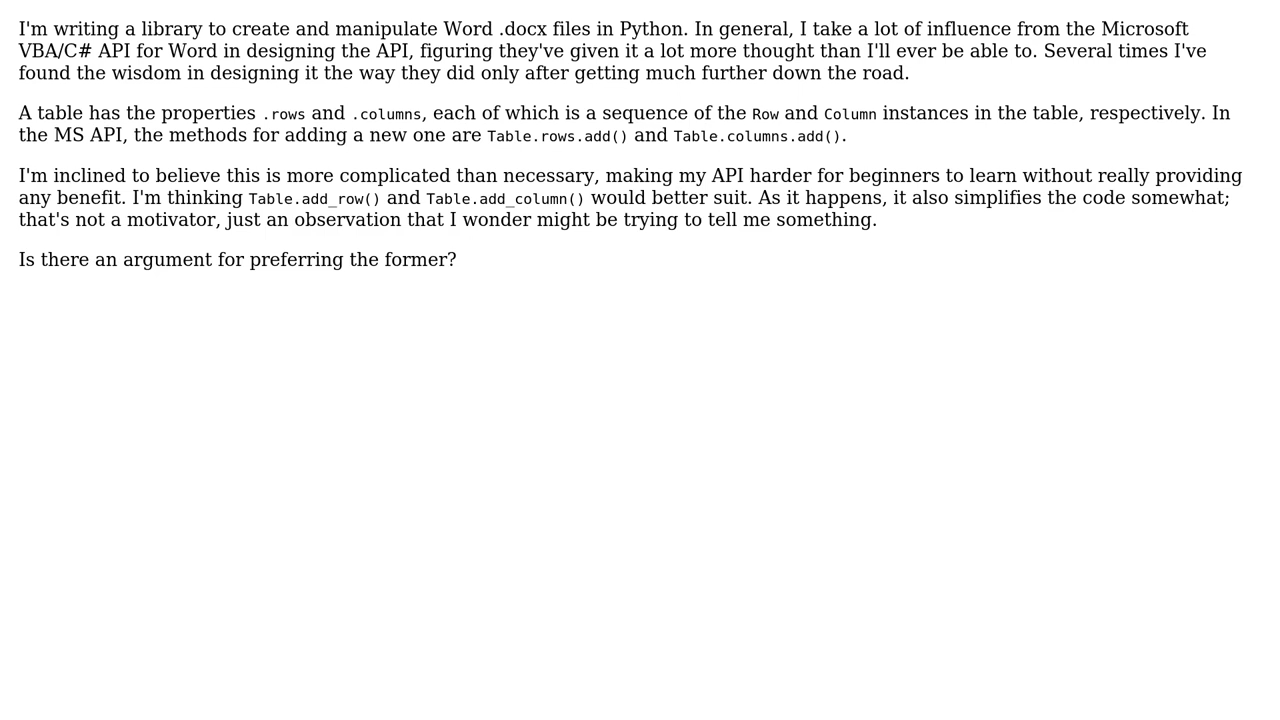 I'm writing a library to create and manipulate Word .docx files in Python. In general, I take a lot of influence from the Microsoft
VBA/C# API for Word in designing the API, figuring they've given it a lot more thought than I'll ever be able to. Several times I've
found the wisdom in designing it the way they did only after getting much further down the road.
A table has the properties .rows and .columns, each of which is a sequence of the Row and Column instances in the table, respectively. In
the MS API, the methods for adding a new one are Table.rows.add() and Table.columns.add().
I'm inclined to believe this is more complicated than necessary, making my API harder for beginners to learn without really providing
any benefit. I'm thinking Table.add_row() and Table.add_column() would better suit. As it happens, it also simplifies the code somewhat;
that's not a motivator, just an observation that I wonder might be trying to tell me something.
Is there an argument for preferring the former?